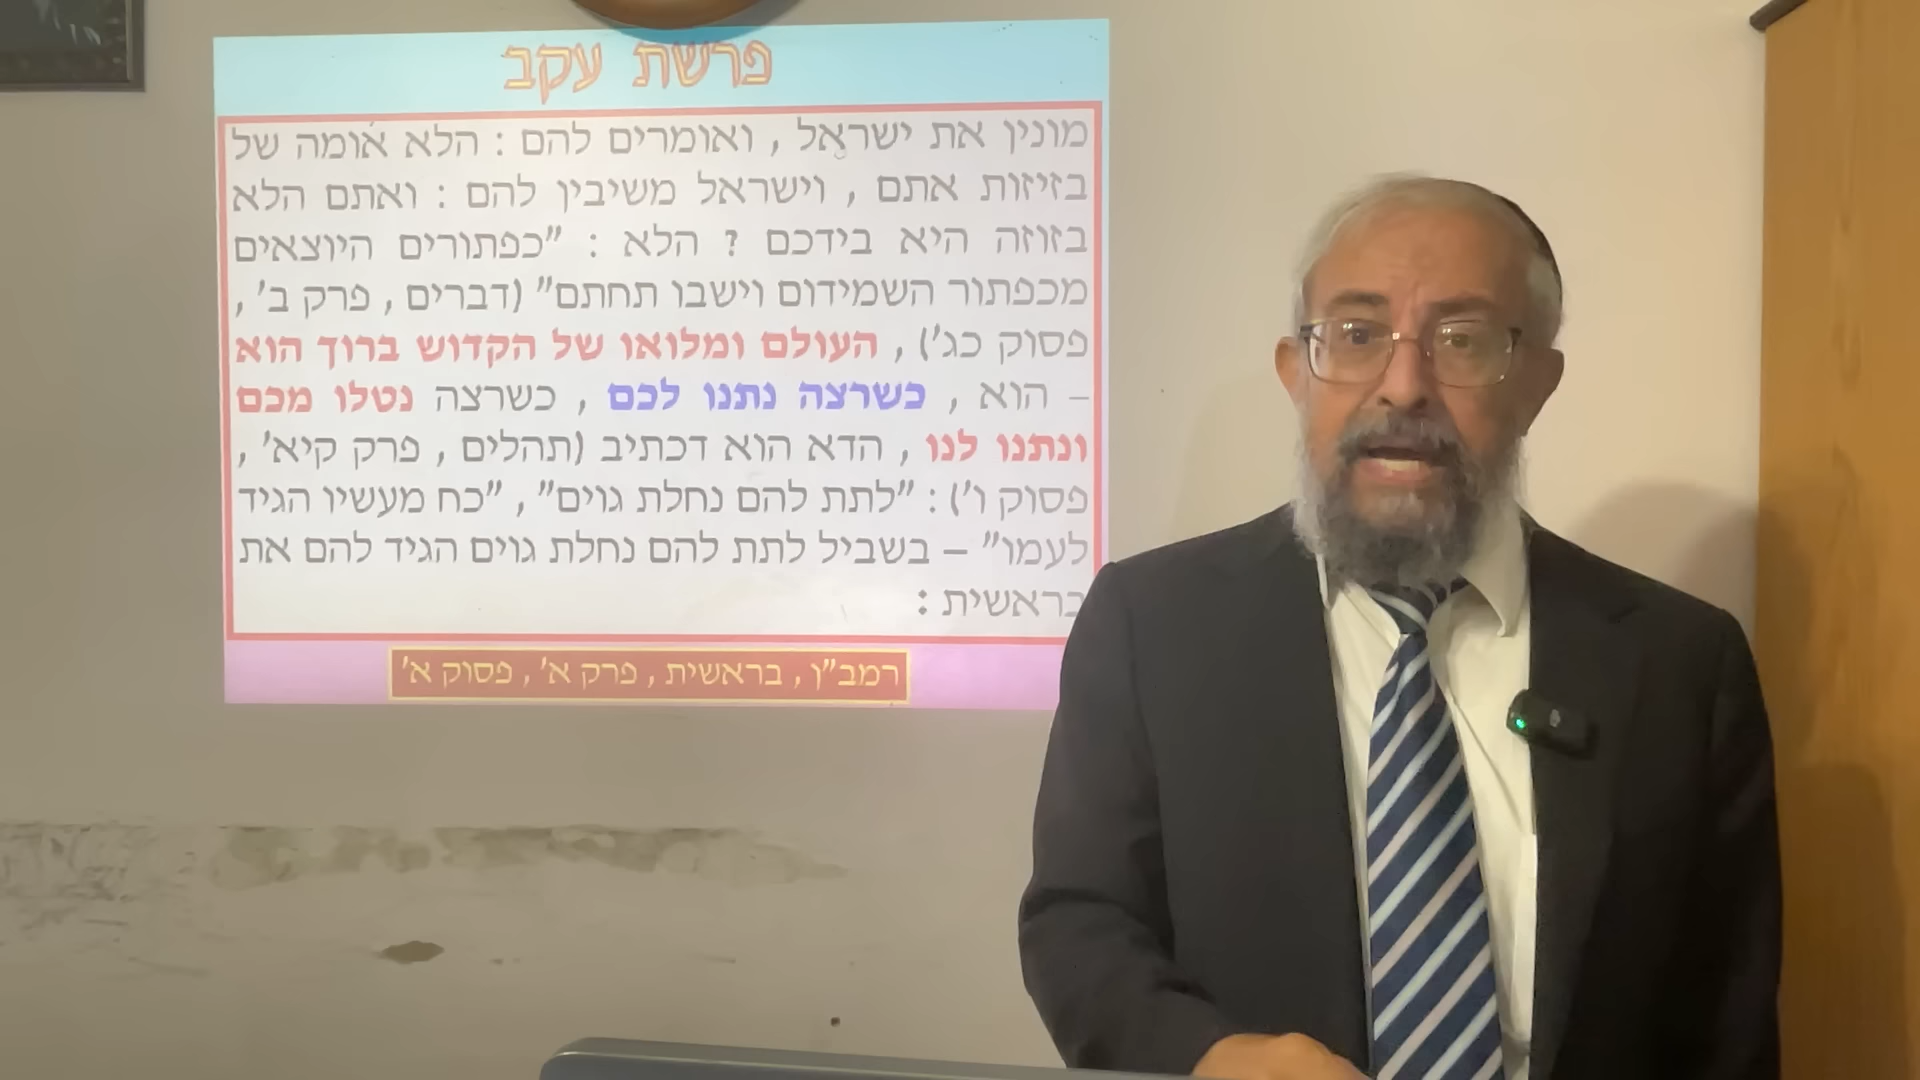 פרשת עקב
מונין את ישראל , ואומרים להם : הלא אומה של
בזיזות אתם , וישראל משיבין להם : ואתם הלא
בזוזה היא בידכם ? הלא : "כפתורים היוצאים
מכפתור השמידום וישבו תחתם" (דברים , פרק ב' ,
פסוק כג') , העולם ומלואו של הקדוש ברוך הוא
– הוא , כשרצה נתנו לכם , כשרצה נטלו מכם
ונתנו לנו , הדא הוא דכתיב (תהלים , פרק קיא' ,
פסוק ו') : "לתת להם נחלת גוים" , "כח מעשיו הגיד
לעמו" – בשביל לתת להם נחלת גוים הגיד להם את
בראשית :
רמב"ן , בראשית , פרק א' , פסוק א'